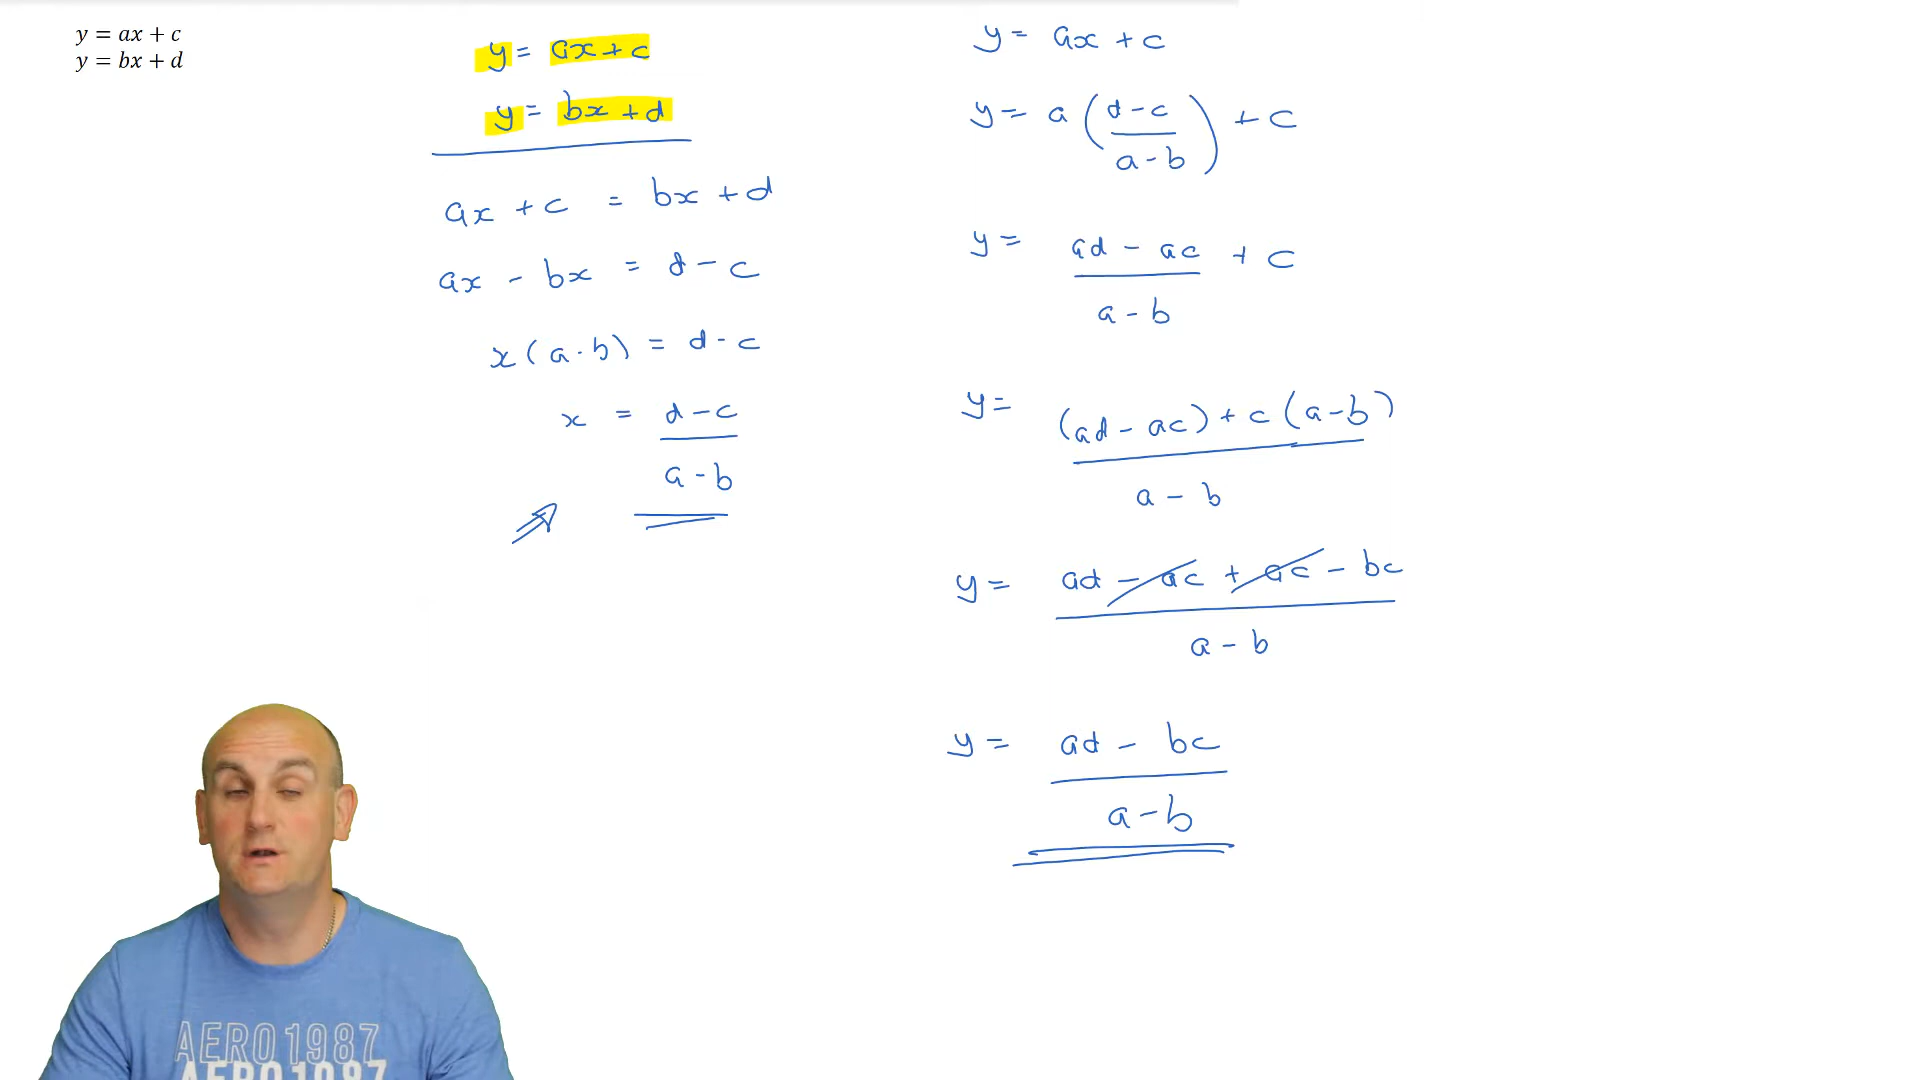 y = ax + c
y = bx + d
y = ax + c
y = bx + d
ax + c = bx + d
ax - bx = d - c
x(a-b) = d-c
x = d-c
a-b
y = ax + c
y = a(d-c) + c
a-b
y = ad - ac + c
a-b
y = (ad - ac) + c(a-b)
a - b
y = ad - ac + ac - bc
a - b
y = ad - bc
a-b
AERO1987
AERO1987